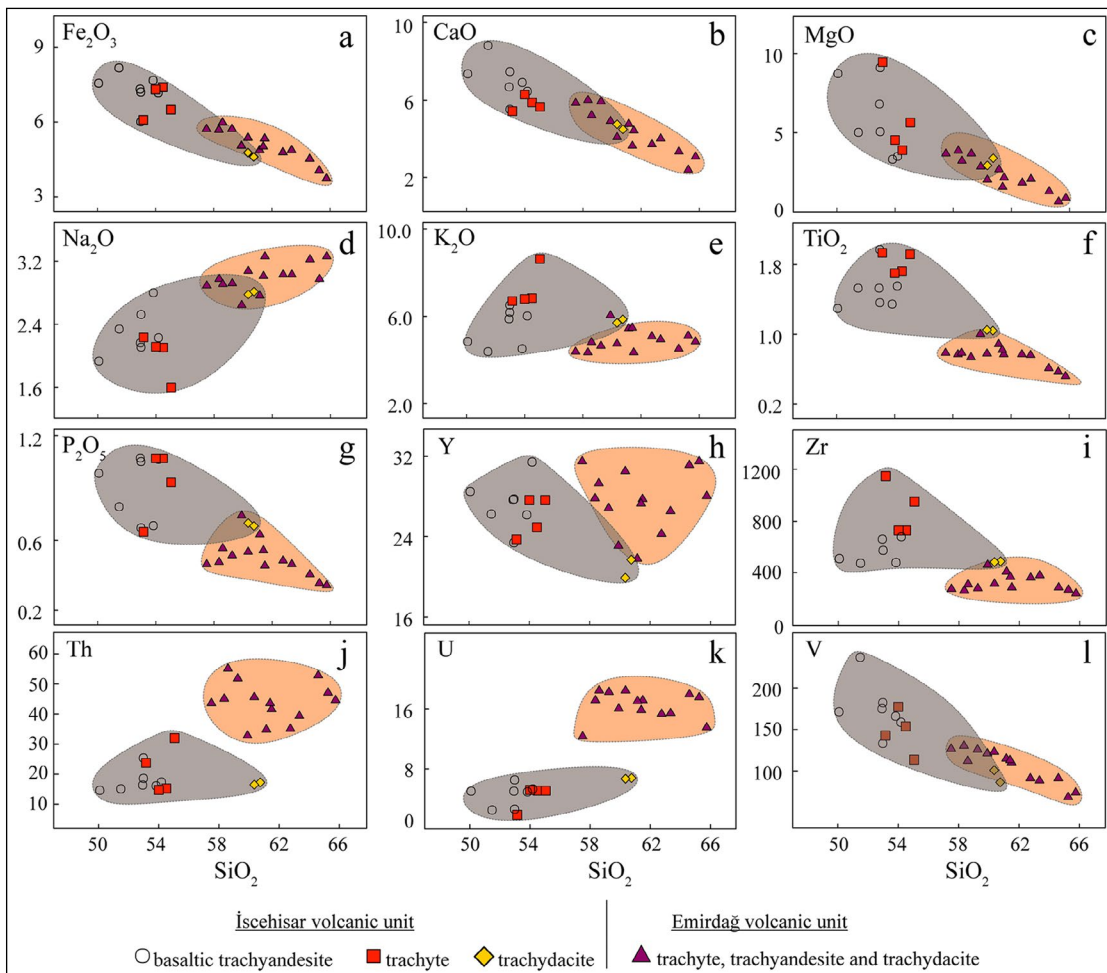 Fe₂O₃ a
9
6
3
CaO b
10
6
2
MgO c
10
5
0
Na₂O d
3.2
2.4
1.6
K₂O e
10.0
6.0
2.0
TiO₂ f
1.8
1.0
0.2
P₂O₅ g
1.2
0.6
0.2
Y h
32
24
16
Zr i
1200
800
400
0
Th j
60
50
40
30
20
10
U k
16
8
0
V l
200
150
100
50 54 58 62 66
SiO₂
50 54 58 62 66
SiO₂
50 54 58 62 66
SiO₂
İscehisar volcanic unit
basaltic trachyandesite trachyte trachydacite
Emirdağ volcanic unit
trachyte, trachyandesite and trachydacite